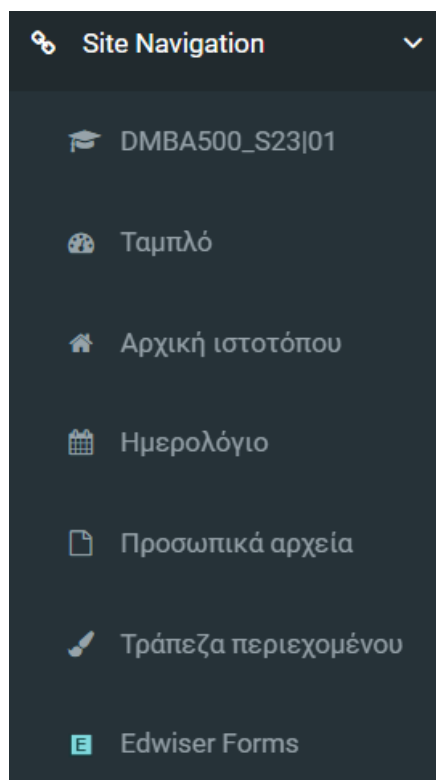 Site Navigation
DMBA500_S23|01
Ταμπλό
Αρχική ιστοτόπου
Ημερολόγιο
Προσωπικά αρχεία
Τράπεζα περιεχομένου
E Edwiser Forms